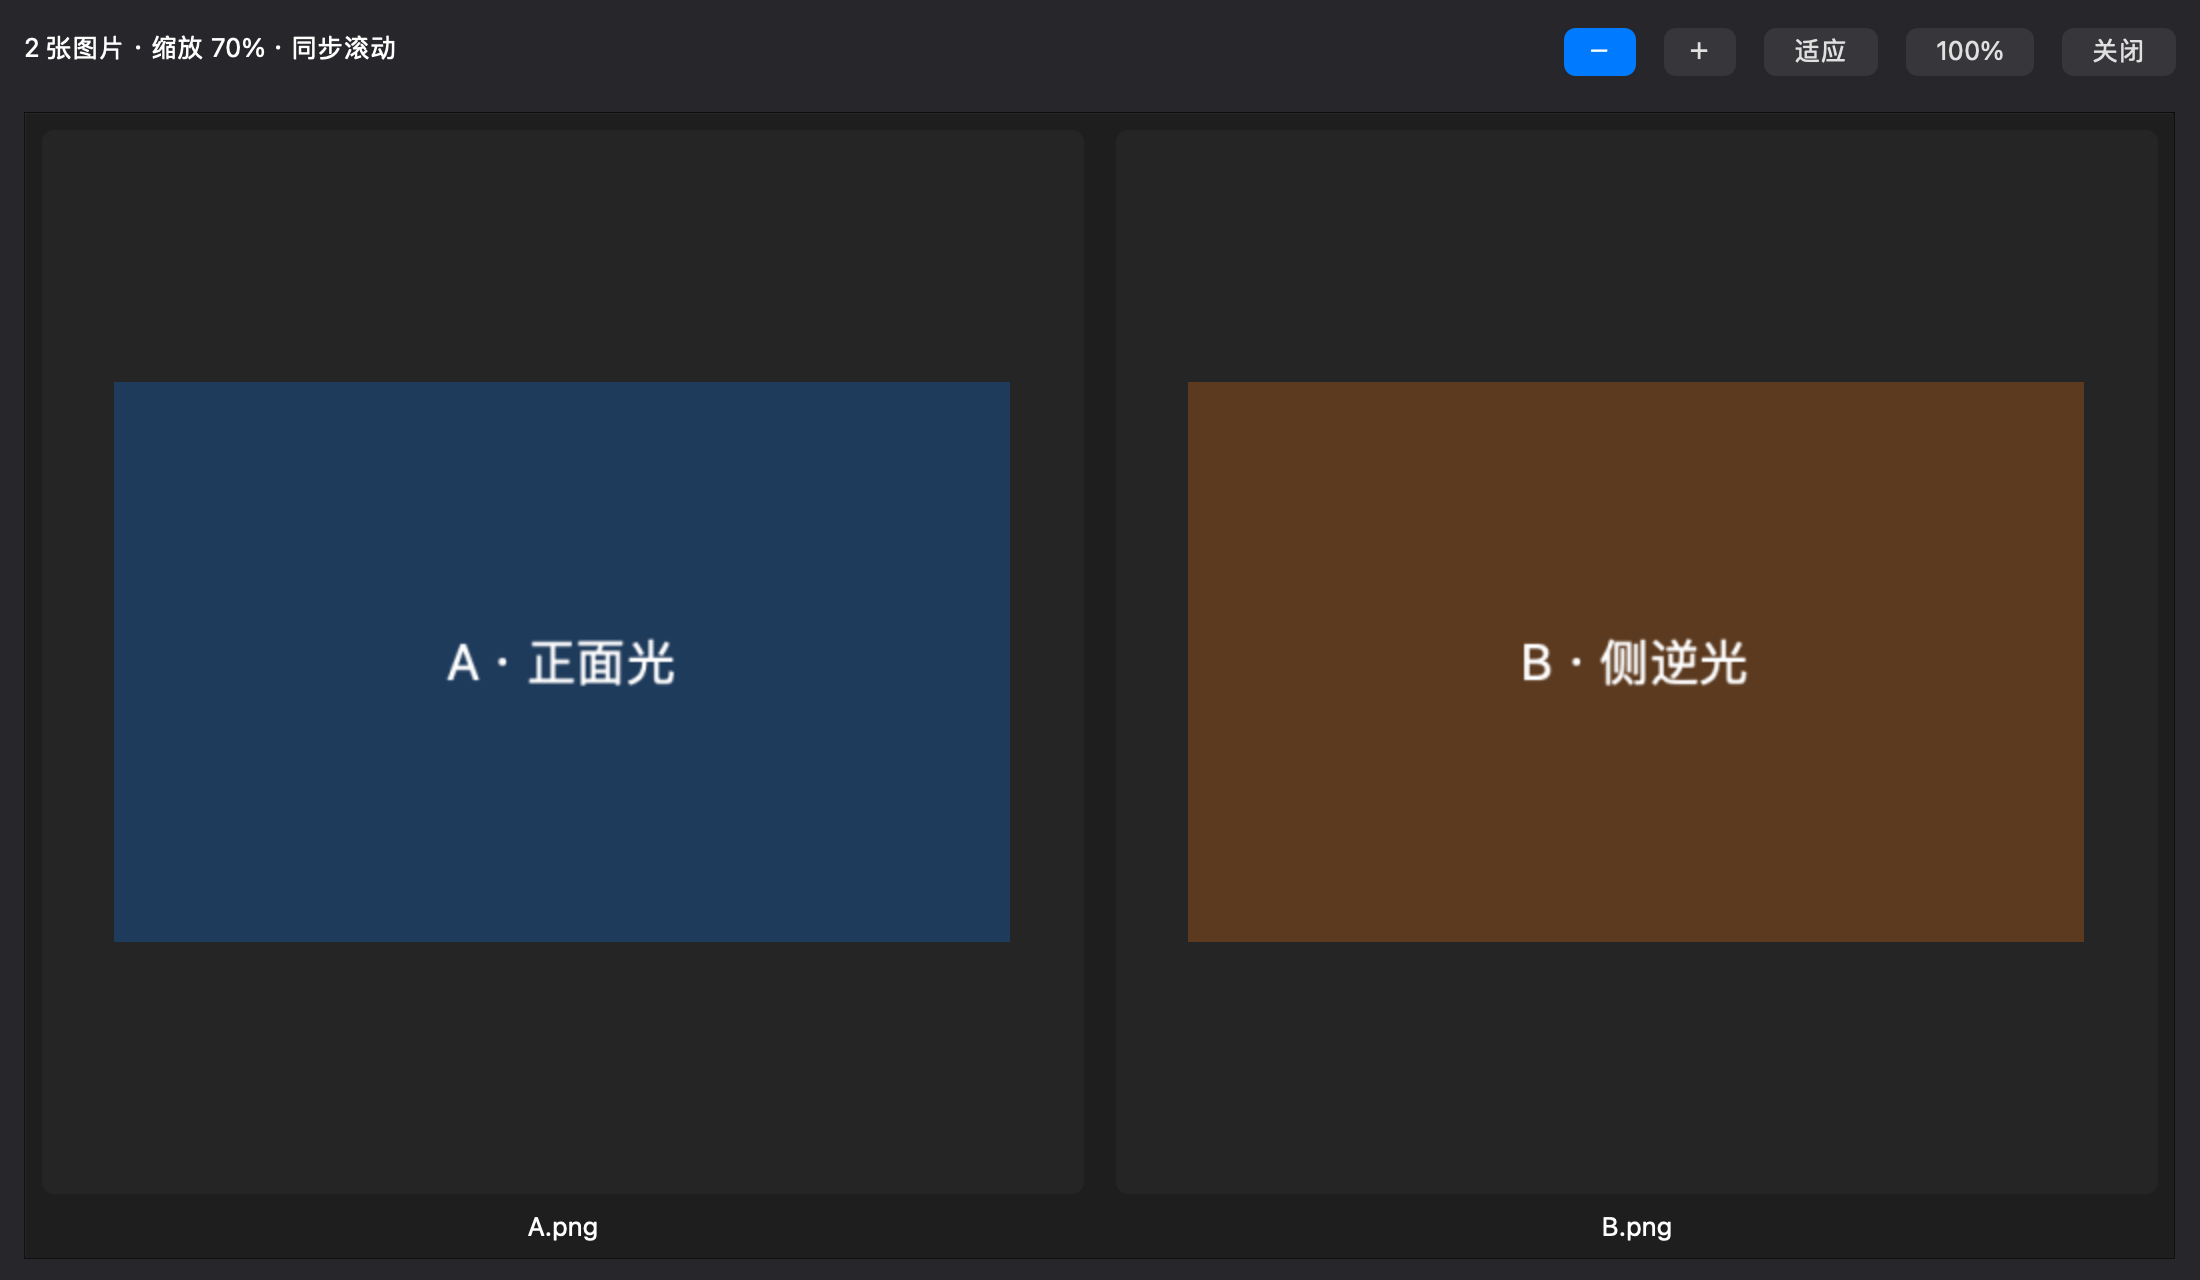 2 张图片 · 缩放 70% · 同步滚动
− + 适应 100% 关闭
A · 正面光
B · 侧逆光
A.png
B.png